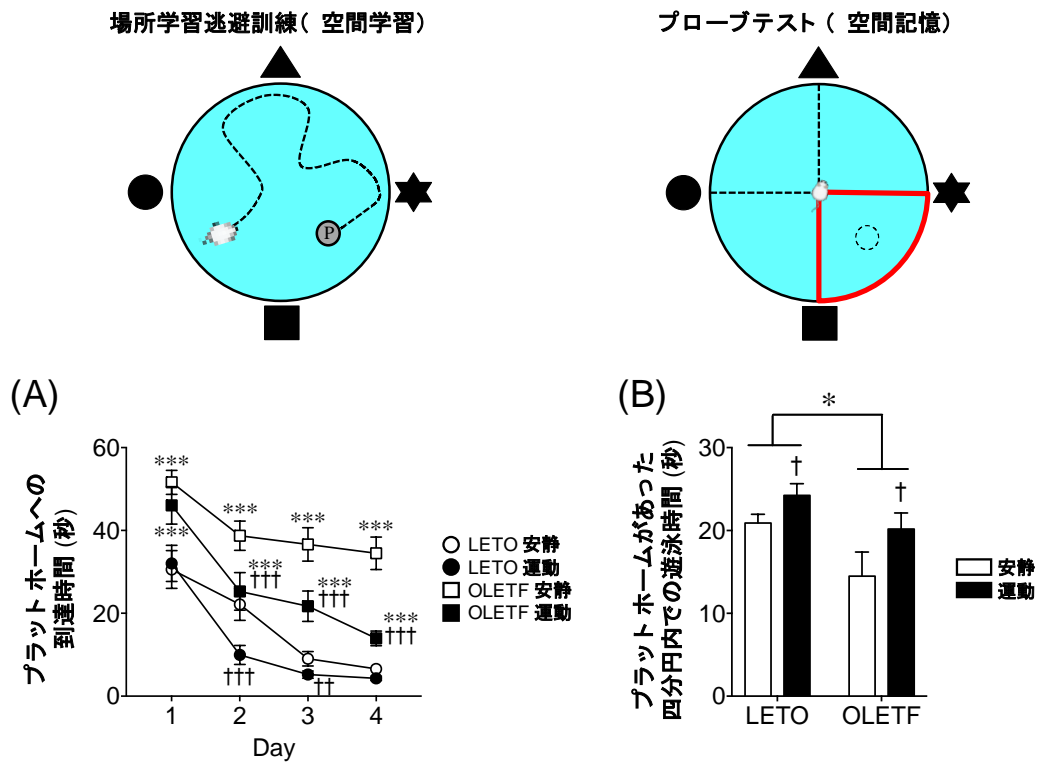 場所学習逃避訓練( 空間学習)
プローブテスト ( 空間記憶)
P
(A)
プラットホームへの
到達時間 (秒)
60
40
20
0
***
***
***
***
***
***
†††
***
†††
***
†††
†††
††
1
2
3
4
Day
LETO 安静
LETO 運動
OLETF 安静
OLETF 運動
(B)
プラットホームがあった
四分円内での遊泳時間 (秒)
30
20
10
0
*
†
†
LETO
OLETF
安静
運動